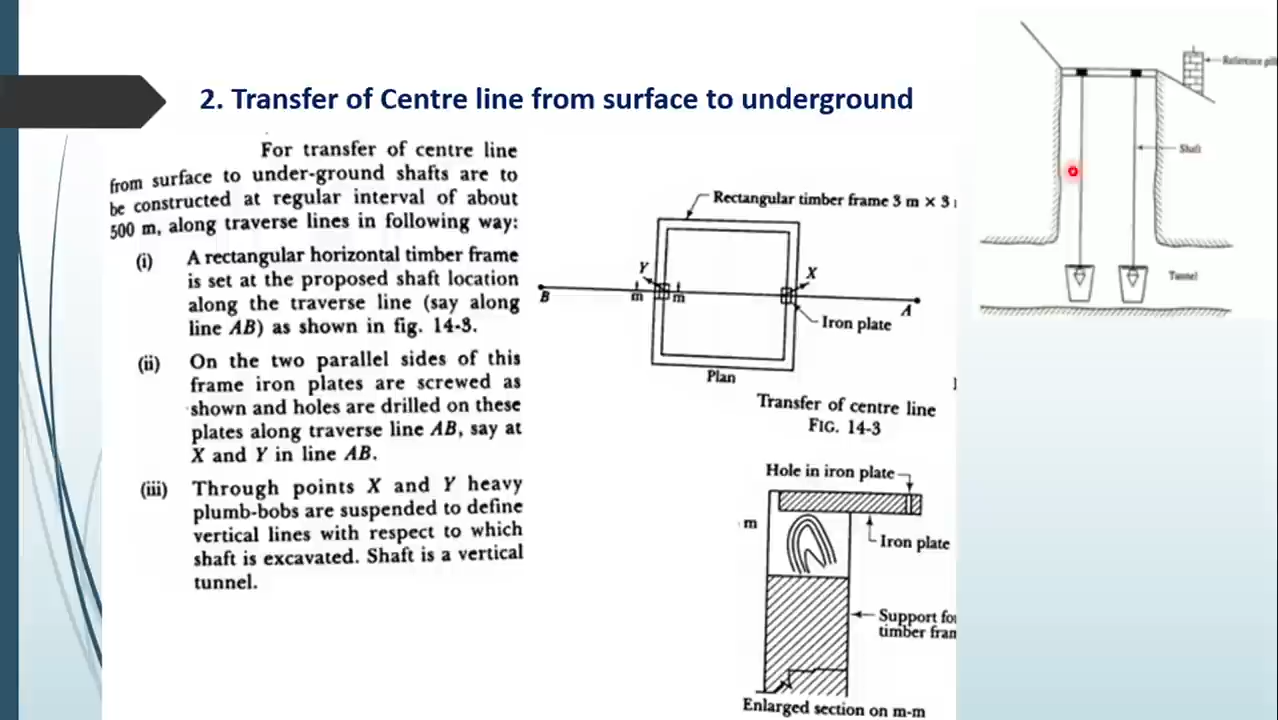 2. Transfer of Centre line from surface to underground
For transfer of centre line
from surface to under-ground shafts are to
be constructed at regular interval of about
500 m, along traverse lines in following way:
(i) A rectangular horizontal timber frame
is set at the proposed shaft location
along the traverse line (say along
line AB) as shown in fig. 14-3.
(ii) On the two parallel sides of this
frame iron plates are screwed as
shown and holes are drilled on these
plates along traverse line AB, say at
X and Y in line AB.
(iii) Through points X and Y heavy
plumb-bobs are suspended to define
vertical lines with respect to which
shaft is excavated. Shaft is a vertical
tunnel.
Rectangular timber frame 3 m × 3
Y
X
B
m
m
A
Iron plate
Plan
Transfer of centre line
FIG. 14-3
Hole in iron plate
m
Iron plate
Support fo
timber fran
Enlarged section on m-m
Reference pill
Shaft
Tunnel